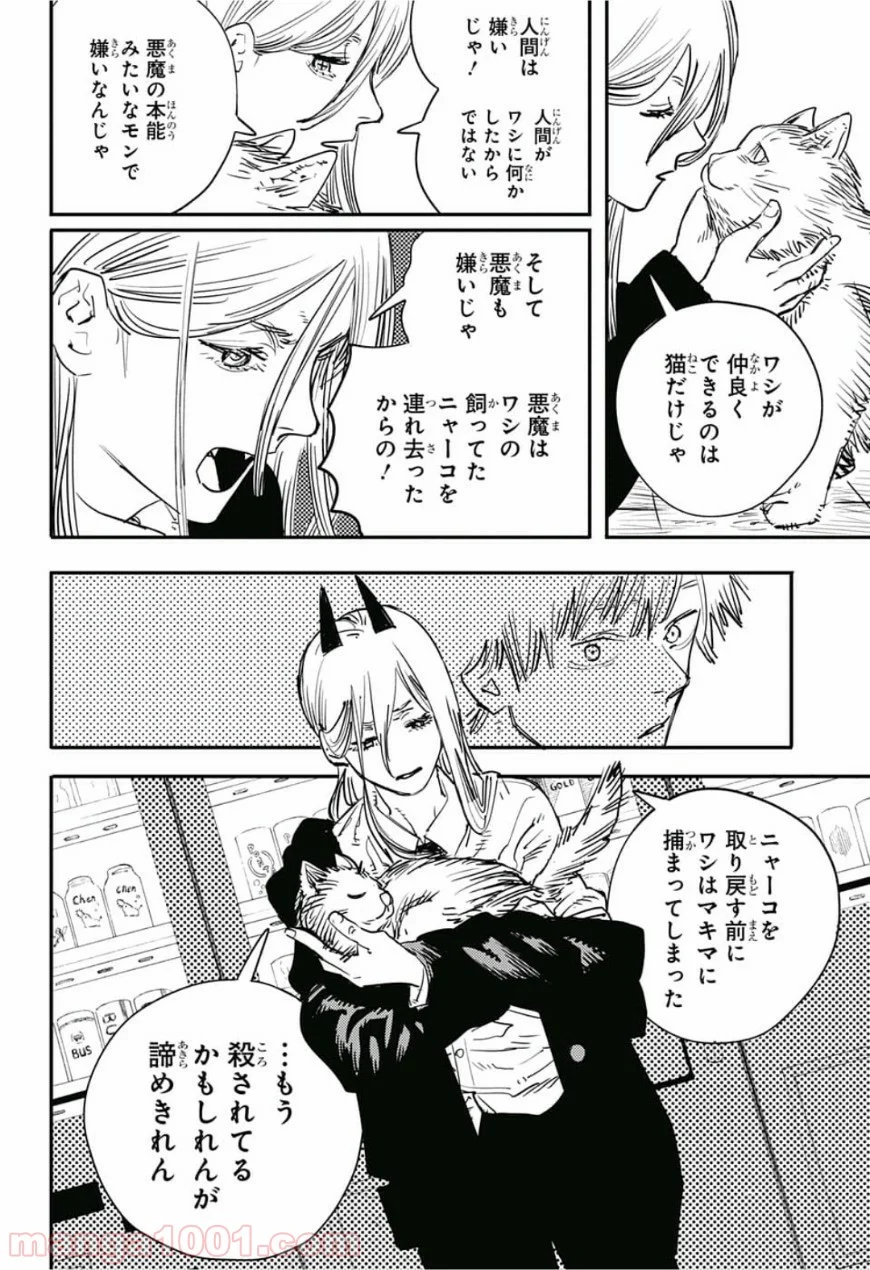 ワシが
仲良く
できるのは
猫だけじゃ
人間は
嫌い
じゃ!
人間が
ワシに何か
したから
ではない
悪魔の本能
みたいなモンで
嫌いなんじゃ
そして
悪魔も
嫌いじゃ
悪魔は
ワシの
飼ってた
ニャーコを
連れ去った
からの!
ニャーコを
取り戻す前に
ワシはマキマに
捕まってしまった
…もう
殺されてる
かもしれんが
諦めきれん
GOLD
Chen
Chen
BUS
manga1001.com